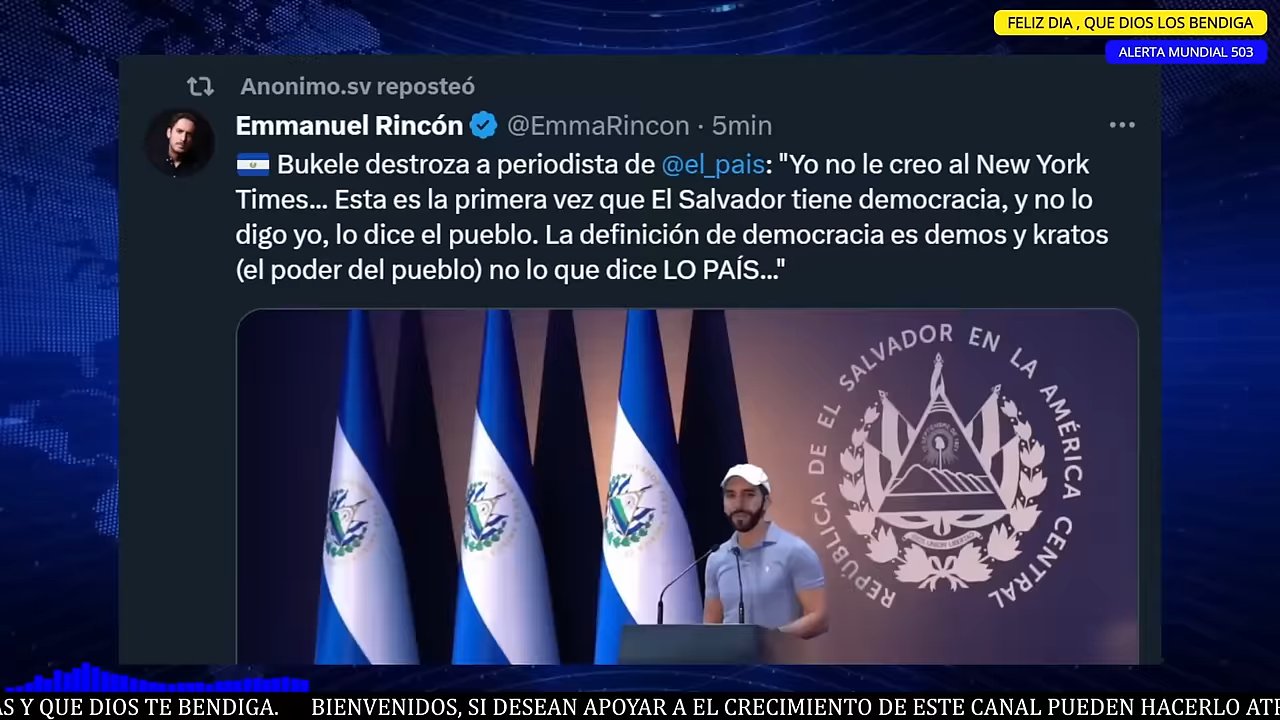 FELIZ DIA , QUE DIOS LOS BENDIGA
ALERTA MUNDIAL 503
Anonimo.sv reposteó
Emmanuel Rincón @EmmaRincon · 5min
Bukele destroza a periodista de @el_pais: "Yo no le creo al New York
Times... Esta es la primera vez que El Salvador tiene democracia, y no lo
digo yo, lo dice el pueblo. La definición de democracia es demos y kratos
(el poder del pueblo) no lo que dice LO PAÍS..."
REPÚBLICA DE EL SALVADOR EN LA AMÉRICA CENTRAL
AS Y QUE DIOS TE BENDIGA. BIENVENIDOS, SI DESEAN APOYAR A EL CRECIMIENTO DE ESTE CANAL PUEDEN HACERLO ATR